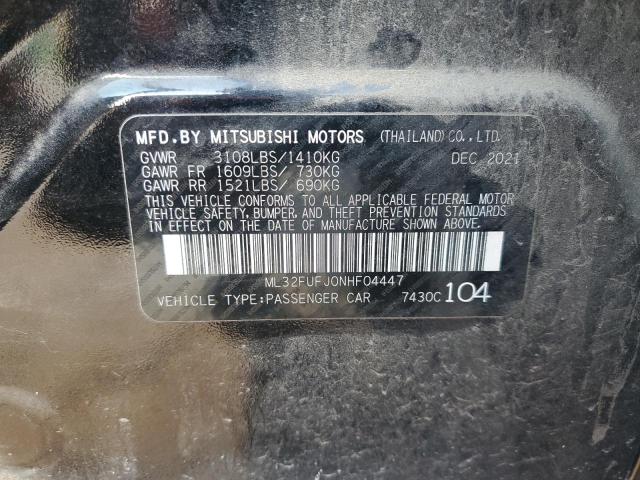 MFD.BY MITSUBISHI MOTORS (THAILAND) CO.,LTD.
GVWR 3108LBS/1410KG DEC 2021
GAWR FR 1609LBS/ 730KG
GAWR RR 1521LBS/ 690KG
THIS VEHICLE CONFORMS TO ALL APPLICABLE FEDERAL MOTOR
VEHICLE SAFETY, BUMPER, AND THEFT PREVENTION STANDARDS
IN EFFECT ON THE DATE OF MANUFACTURE SHOWN ABOVE.
ML32FUFJ0NHF04447
VEHICLE TYPE:PASSENGER CAR 7430C104